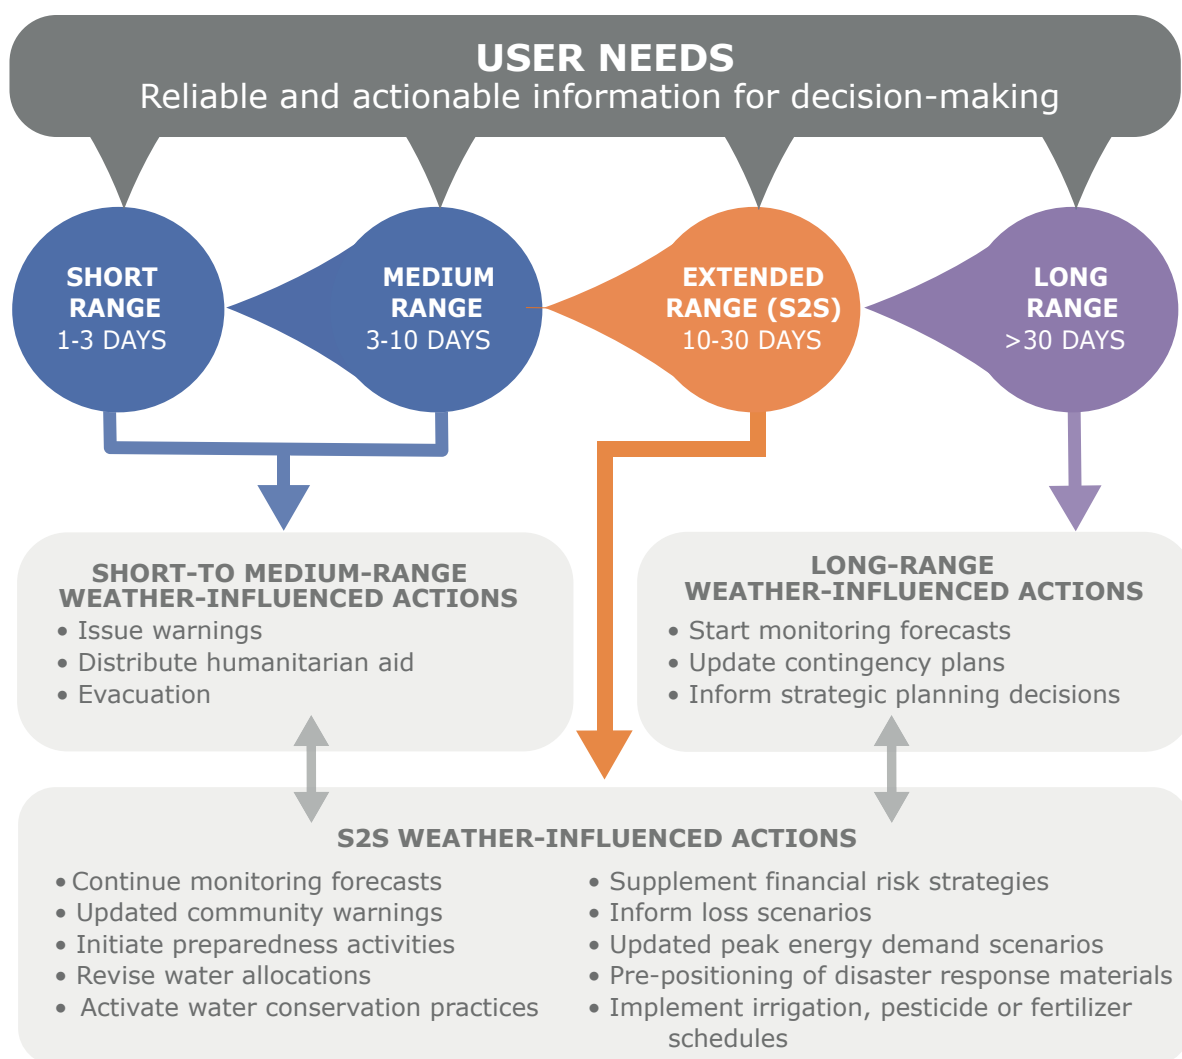 USER NEEDS
Reliable and actionable information for decision-making
SHORT
RANGE
1-3 DAYS
MEDIUM
RANGE
3-10 DAYS
EXTENDED
RANGE (S2S)
10-30 DAYS
LONG
RANGE
>30 DAYS
SHORT-TO MEDIUM-RANGE
WEATHER-INFLUENCED ACTIONS
• Issue warnings
• Distribute humanitarian aid
• Evacuation
LONG-RANGE
WEATHER-INFLUENCED ACTIONS
• Start monitoring forecasts
• Update contingency plans
• Inform strategic planning decisions
S2S WEATHER-INFLUENCED ACTIONS
• Continue monitoring forecasts
• Updated community warnings
• Initiate preparedness activities
• Revise water allocations
• Activate water conservation practices
• Supplement financial risk strategies
• Inform loss scenarios
• Updated peak energy demand scenarios
• Pre-positioning of disaster response materials
• Implement irrigation, pesticide or fertilizer
schedules